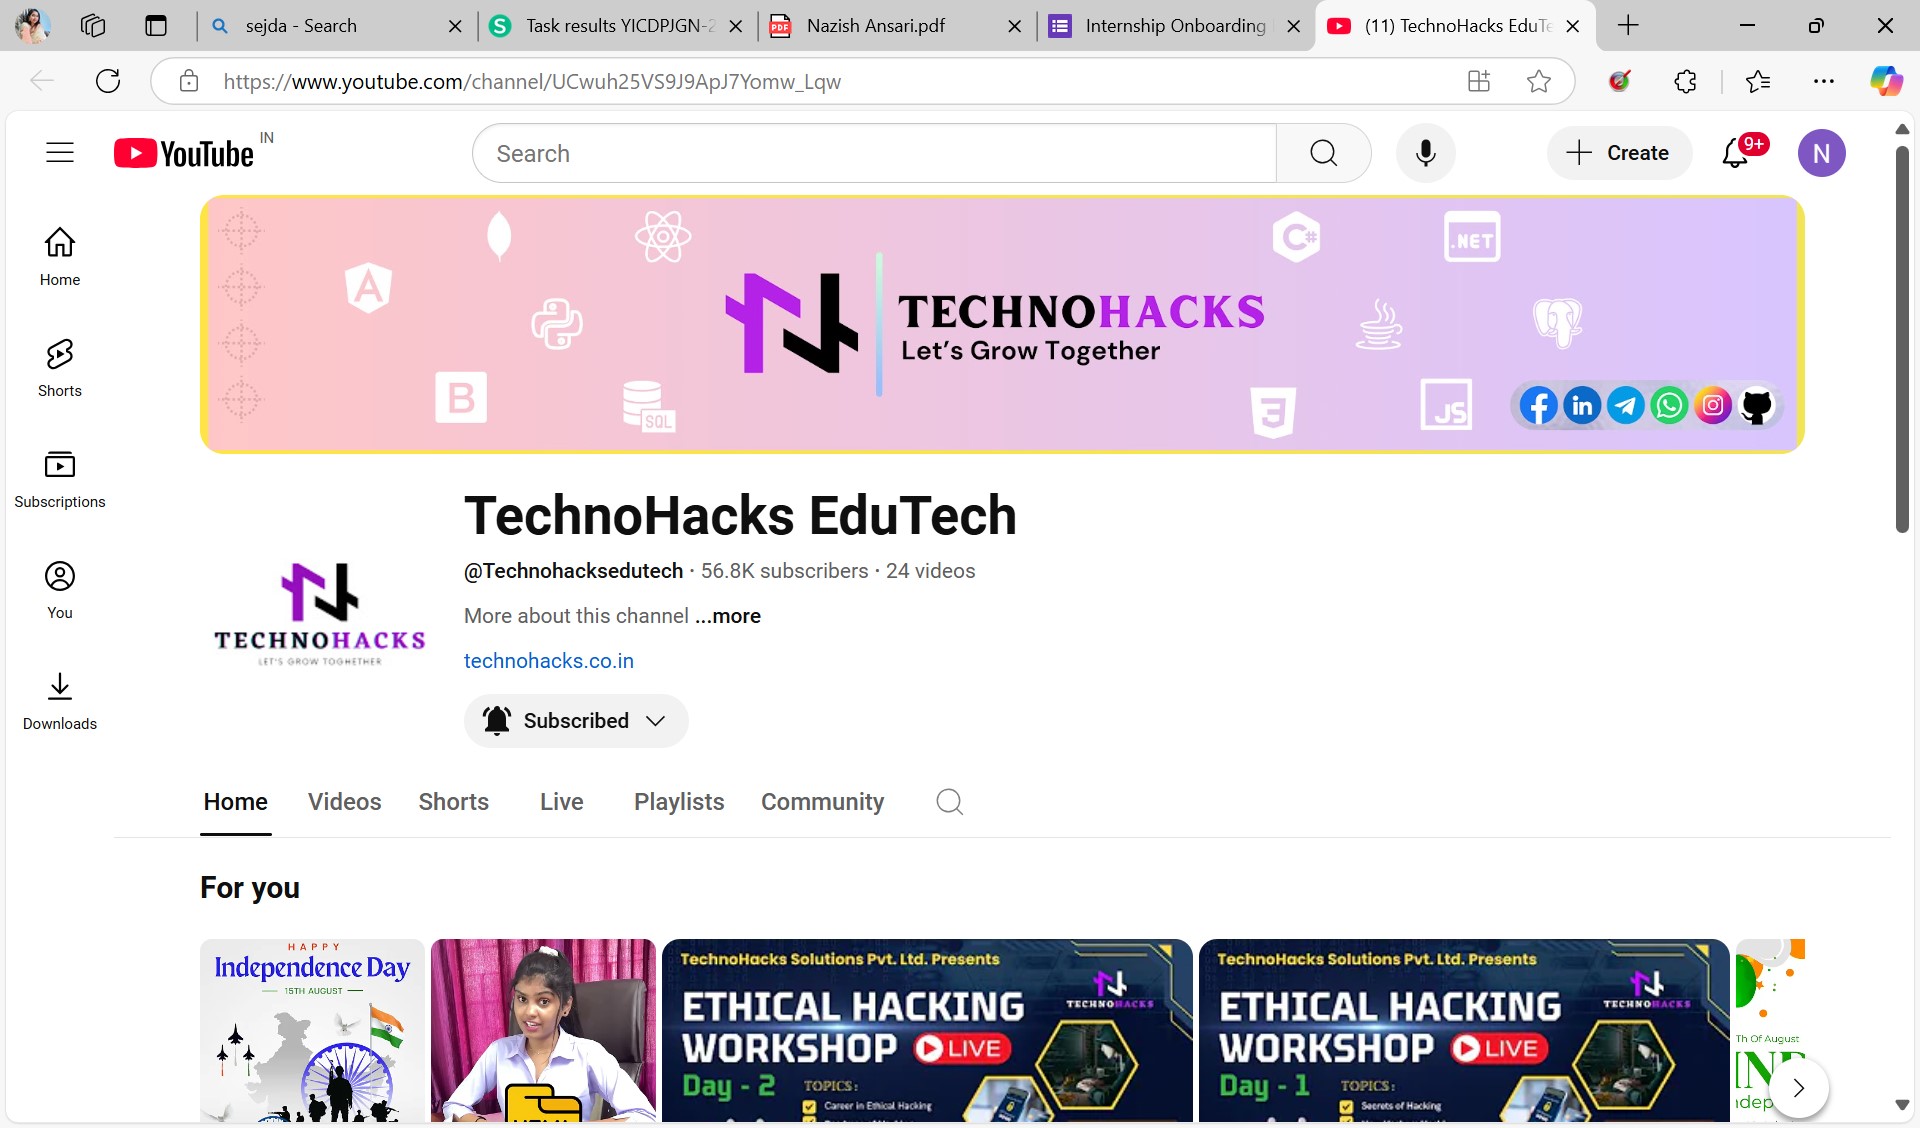 sejda - Search
Task results YICDPJGN-2
Nazish Ansari.pdf
Internship Onboarding
(11) TechnoHacks EduTe
https://www.youtube.com/channel/UCwuh25VS9J9ApJ7Yomw_Lqw
YouTube IN
Search
Create
9+
N
Home
Shorts
Subscriptions
You
Downloads
A
B
SQL
C#
.NET
3
JS
TECHNOHACKS
Let's Grow Together
TechnoHacks EduTech
@Technohacksedutech · 56.8K subscribers · 24 videos
More about this channel ...more
technohacks.co.in
Subscribed
TECHNOHACKS
LET'S GROW TOGHETHER
Home Videos Shorts Live Playlists Community
For you
HAPPY
Independence Day
15TH AUGUST
TechnoHacks Solutions Pvt. Ltd. Presents
TECHNOHACKS
ETHICAL HACKING
WORKSHOP LIVE
Day - 2 TOPICS:
Career in Ethical Hacking
TechnoHacks Solutions Pvt. Ltd. Presents
TECHNOHACKS
ETHICAL HACKING
WORKSHOP LIVE
Day - 1 TOPICS:
Secrets of Hacking
Th Of August